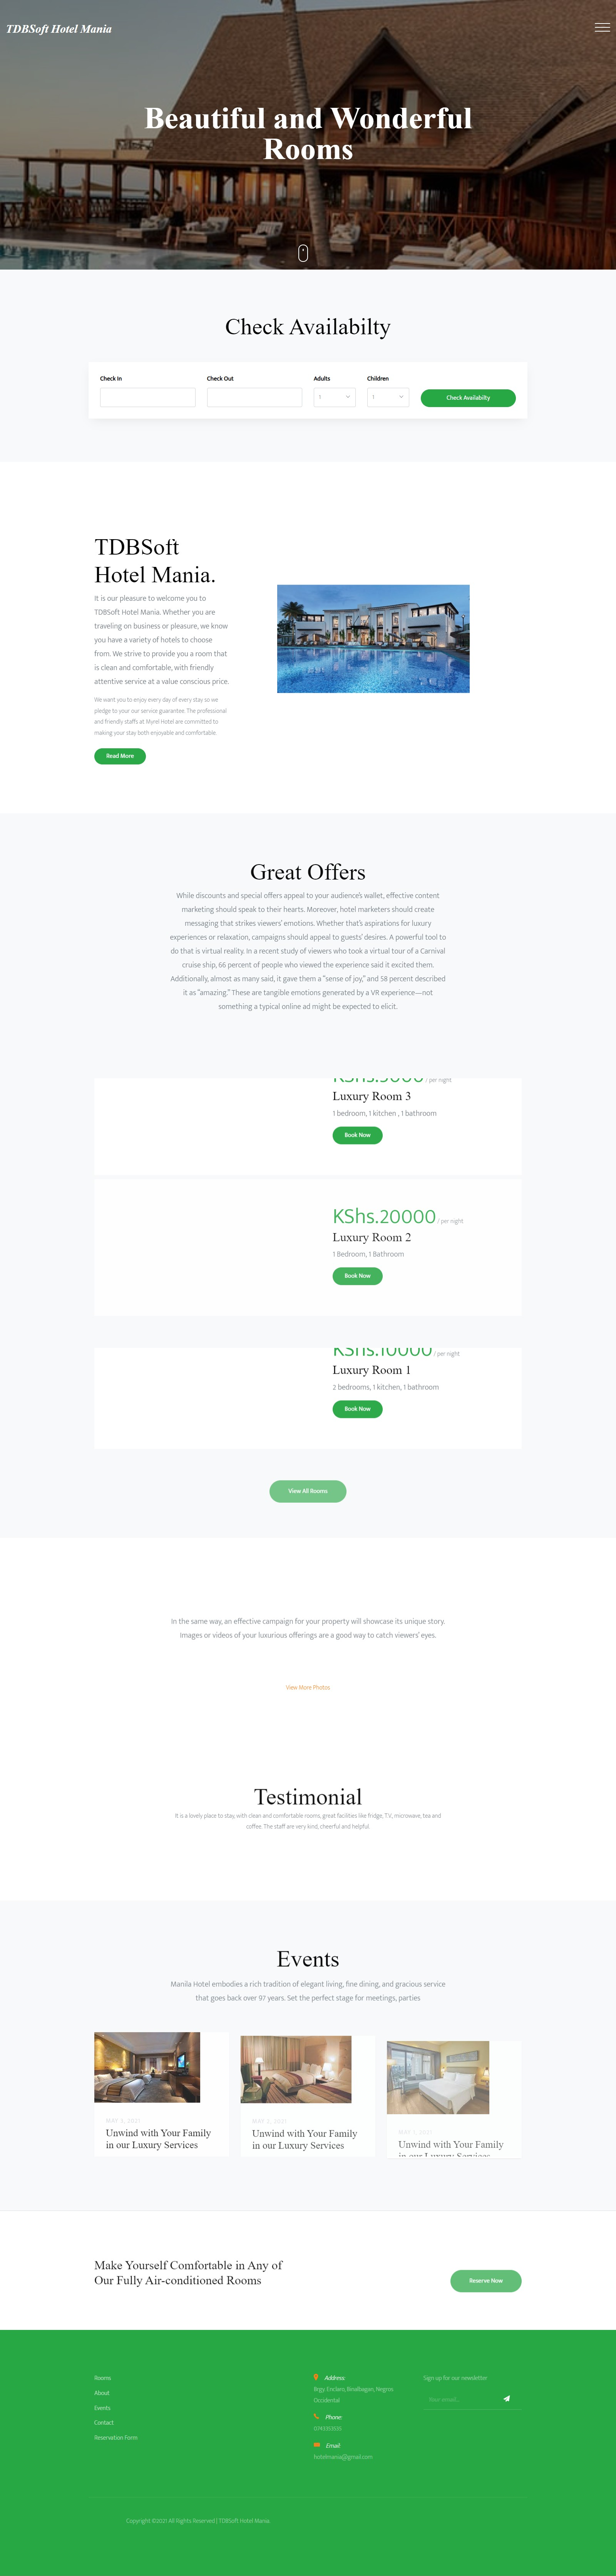 TDBSoft Hotel Mania
Beautiful and Wonderful
Rooms
Check Availabilty
Check In
Check Out
Adults
Children
1
1
Check Availabilty
TDBSoft
Hotel Mania.
It is our pleasure to welcome you to
TDBSoft Hotel Mania. Whether you are
traveling on business or pleasure, we know
you have a variety of hotels to choose
from. We strive to provide you a room that
is clean and comfortable, with friendly
attentive service at a value conscious price.
We want you to enjoy every day of every stay so we
pledge to your our service guarantee. The professional
and friendly staffs at Myrel Hotel are committed to
making your stay both enjoyable and comfortable.
Read More
Great Offers
While discounts and special offers appeal to your audience's wallet, effective content
marketing should speak to their hearts. Moreover, hotel marketers should create
messaging that strikes viewers' emotions. Whether that's aspirations for luxury
experiences or relaxation, campaigns should appeal to guests' desires. A powerful tool to
do that is virtual reality. In a recent study of viewers who took a virtual tour of a Carnival
cruise ship, 66 percent of people who viewed the experience said it excited them.
Additionally, almost as many said, it gave them a "sense of joy," and 58 percent described
it as "amazing." These are tangible emotions generated by a VR experience—not
something a typical online ad might be expected to elicit.
/ per night
Luxury Room 3
1 bedroom, 1 kitchen , 1 bathroom
Book Now
KShs.20000 / per night
Luxury Room 2
1 Bedroom, 1 Bathroom
Book Now
KShs.10000 / per night
Luxury Room 1
2 bedrooms, 1 kitchen, 1 bathroom
Book Now
View All Rooms
In the same way, an effective campaign for your property will showcase its unique story.
Images or videos of your luxurious offerings are a good way to catch viewers' eyes.
View More Photos
Testimonial
It is a lovely place to stay, with clean and comfortable rooms, great facilities like fridge, T.V., microwave, tea and
coffee. The staff are very kind, cheerful and helpful.
Events
Manila Hotel embodies a rich tradition of elegant living, fine dining, and gracious service
that goes back over 97 years. Set the perfect stage for meetings, parties
MAY 3, 2021
Unwind with Your Family
in our Luxury Services
MAY 2, 2021
Unwind with Your Family
in our Luxury Services
MAY 1, 2021
Unwind with Your Family
in our Luxury Services
Make Yourself Comfortable in Any of
Our Fully Air-conditioned Rooms
Reserve Now
Rooms
About
Events
Contact
Reservation Form
Address:
Brgy. Enclaro, Binalbagan, Negros
Occidental
Phone:
Email:
hotelmania@gmail.com
Sign up for our newsletter
Your email...
Copyright ©2021 All Rights Reserved | TDBSoft Hotel Mania.